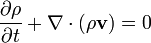 ∂ρ/∂t + ∇ · (ρ𝐯) = 0